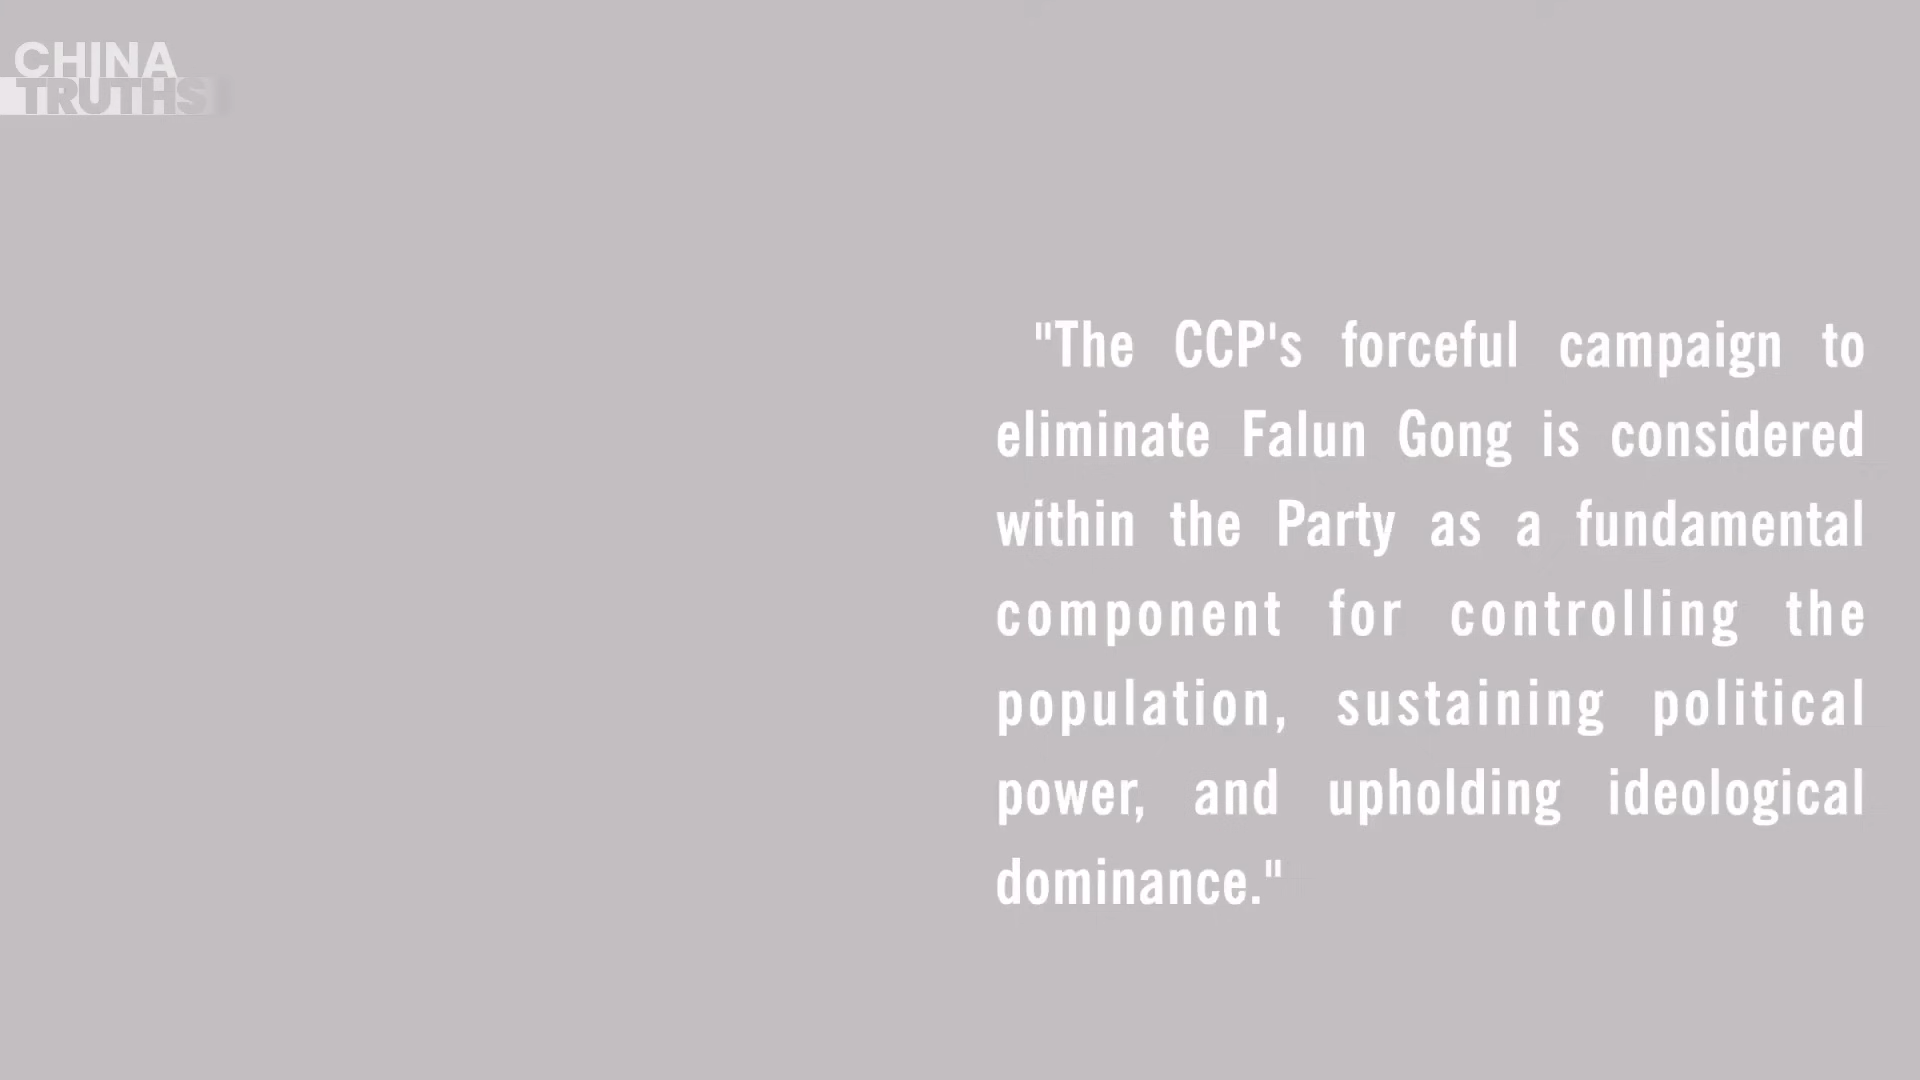 CHINA
TRUTHS
"The CCP's forceful campaign to
eliminate Falun Gong is considered
within the Party as a fundamental
component for controlling the
population, sustaining political
power, and upholding ideological
dominance."